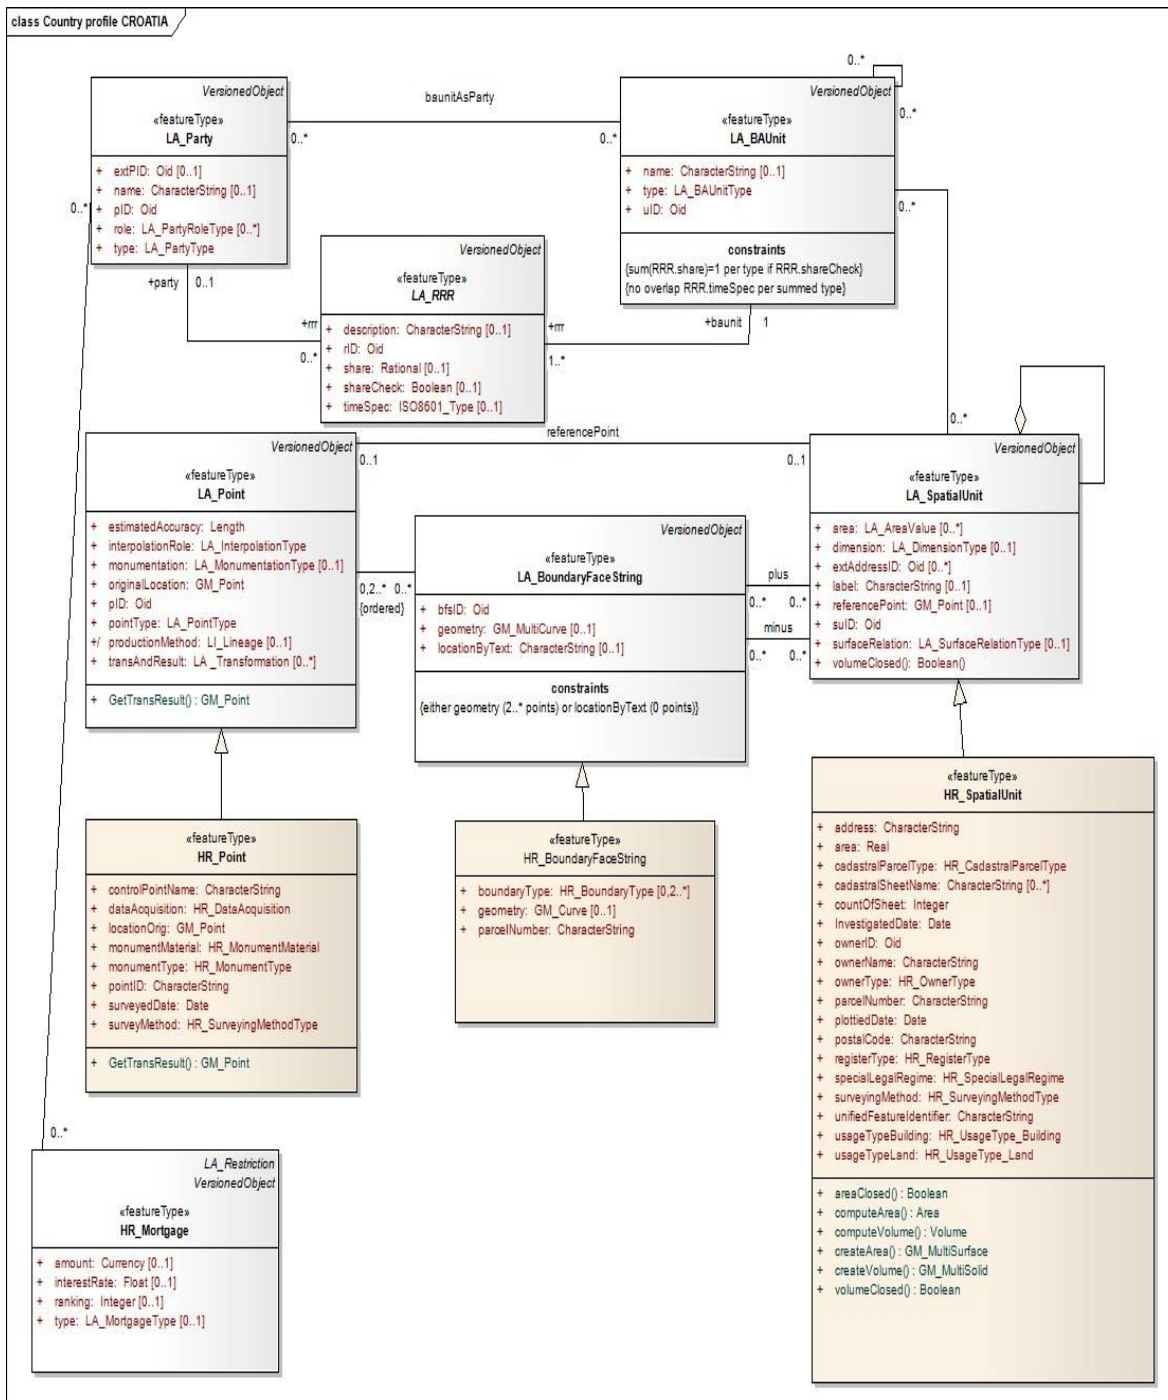 class Country profile CROATIA
VersionedObject
«featureType»
LA_Party
+ extPID: Oid [0..1]
+ name: CharacterString [0..1]
+ pID: Oid
+ role: LA_PartyRoleType [0..*]
+ type: LA_PartyType
baunitAsParty
0..*
0..*
0..*
0..*
VersionedObject
«featureType»
LA_BAUnit
+ name: CharacterString [0..1]
+ type: LA_BAUnitType
+ uID: Oid
constraints
{sum(RRR.share)=1 per type if RRR.shareCheck}
{no overlap RRR.timeSpec per summed type}
0..*
0..*
+party 0..1
+rrr
0..*
VersionedObject
«featureType»
LA_RRR
+ description: CharacterString [0..1]
+ rID: Oid
+ share: Rational [0..1]
+ shareCheck: Boolean [0..1]
+ timeSpec: ISO8601_Type [0..1]
+rrr
1..*
+baunit 1
0..*
referencePoint
0..1
0..1
VersionedObject
«featureType»
LA_Point
+ estimatedAccuracy: Length
+ interpolationRole: LA_InterpolationType
+ monumentation: LA_MonumentationType [0..1]
+ originalLocation: GM_Point
+ pID: Oid
+ pointType: LA_PointType
+/ productionMethod: LI_Lineage [0..1]
+ transAndResult: LA _Transformation [0..*]
+ GetTransResult() : GM_Point
0,2..* 0..*
{ordered}
VersionedObject
«featureType»
LA_BoundaryFaceString
+ bfsID: Oid
+ geometry: GM_MultiCurve [0..1]
+ locationByText: CharacterString [0..1]
constraints
{either geometry (2..* points) or locationByText (0 points)}
plus
0..* 0..*
minus
0..* 0..*
VersionedObject
«featureType»
LA_SpatialUnit
+ area: LA_AreaValue [0..*]
+ dimension: LA_DimensionType [0..1]
+ extAddressID: Oid [0..*]
+ label: CharacterString [0..1]
+ referencePoint: GM_Point [0..1]
+ suID: Oid
+ surfaceRelation: LA_SurfaceRelationType [0..1]
+ volumeClosed(): Boolean()
«featureType»
HR_Point
+ controlPointName: CharacterString
+ dataAcquisition: HR_DataAcquisition
+ locationOrig: GM_Point
+ monumentMaterial: HR_MonumentMaterial
+ monumentType: HR_MonumentType
+ pointID: CharacterString
+ surveyedDate: Date
+ surveyMethod: HR_SurveyingMethodType
+ GetTransResult() : GM_Point
«featureType»
HR_BoundaryFaceString
+ boundaryType: HR_BoundaryType [0,2..*]
+ geometry: GM_Curve [0..1]
+ parcelNumber: CharacterString
«featureType»
HR_SpatialUnit
+ address: CharacterString
+ area: Real
+ cadastralParcelType: HR_CadastralParcelType
+ cadastralSheetName: CharacterString [0..*]
+ countOfSheet: Integer
+ InvestigatedDate: Date
+ ownerID: Oid
+ ownerName: CharacterString
+ ownerType: HR_OwnerType
+ parcelNumber: CharacterString
+ plottiedDate: Date
+ postalCode: CharacterString
+ registerType: HR_RegisterType
+ specialLegalRegime: HR_SpecialLegalRegime
+ surveyingMethod: HR_SurveyingMethodType
+ unifiedFeatureIdentifier: CharacterString
+ usageTypeBuilding: HR_UsageType_Building
+ usageTypeLand: HR_UsageType_Land
+ areaClosed() : Boolean
+ computeArea() : Area
+ computeVolume() : Volume
+ createArea() : GM_MultiSurface
+ createVolume() : GM_MultiSolid
+ volumeClosed() : Boolean
0..*
LA_Restriction
VersionedObject
«featureType»
HR_Mortgage
+ amount: Currency [0..1]
+ interestRate: Float [0..1]
+ ranking: Integer [0..1]
+ type: LA_MortgageType [0..1]